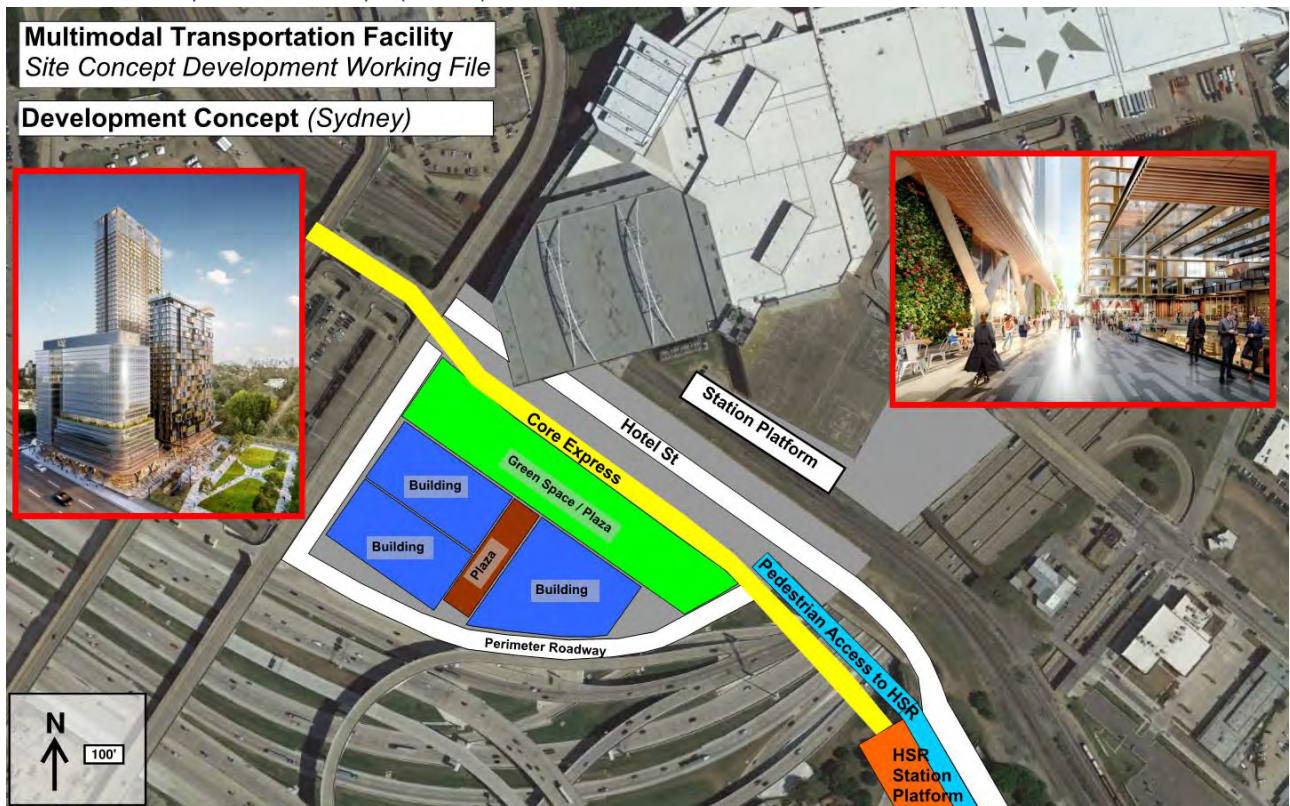 Multimodal Transportation Facility
Site Concept Development Working File
Development Concept (Sydney)
Core Express
Hotel St
Station Platform
Green Space / Plaza
Building
Building
Plaza
Building
Perimeter Roadway
Pedestrian Access to HSR
HSR
Station
Platform
N
100'